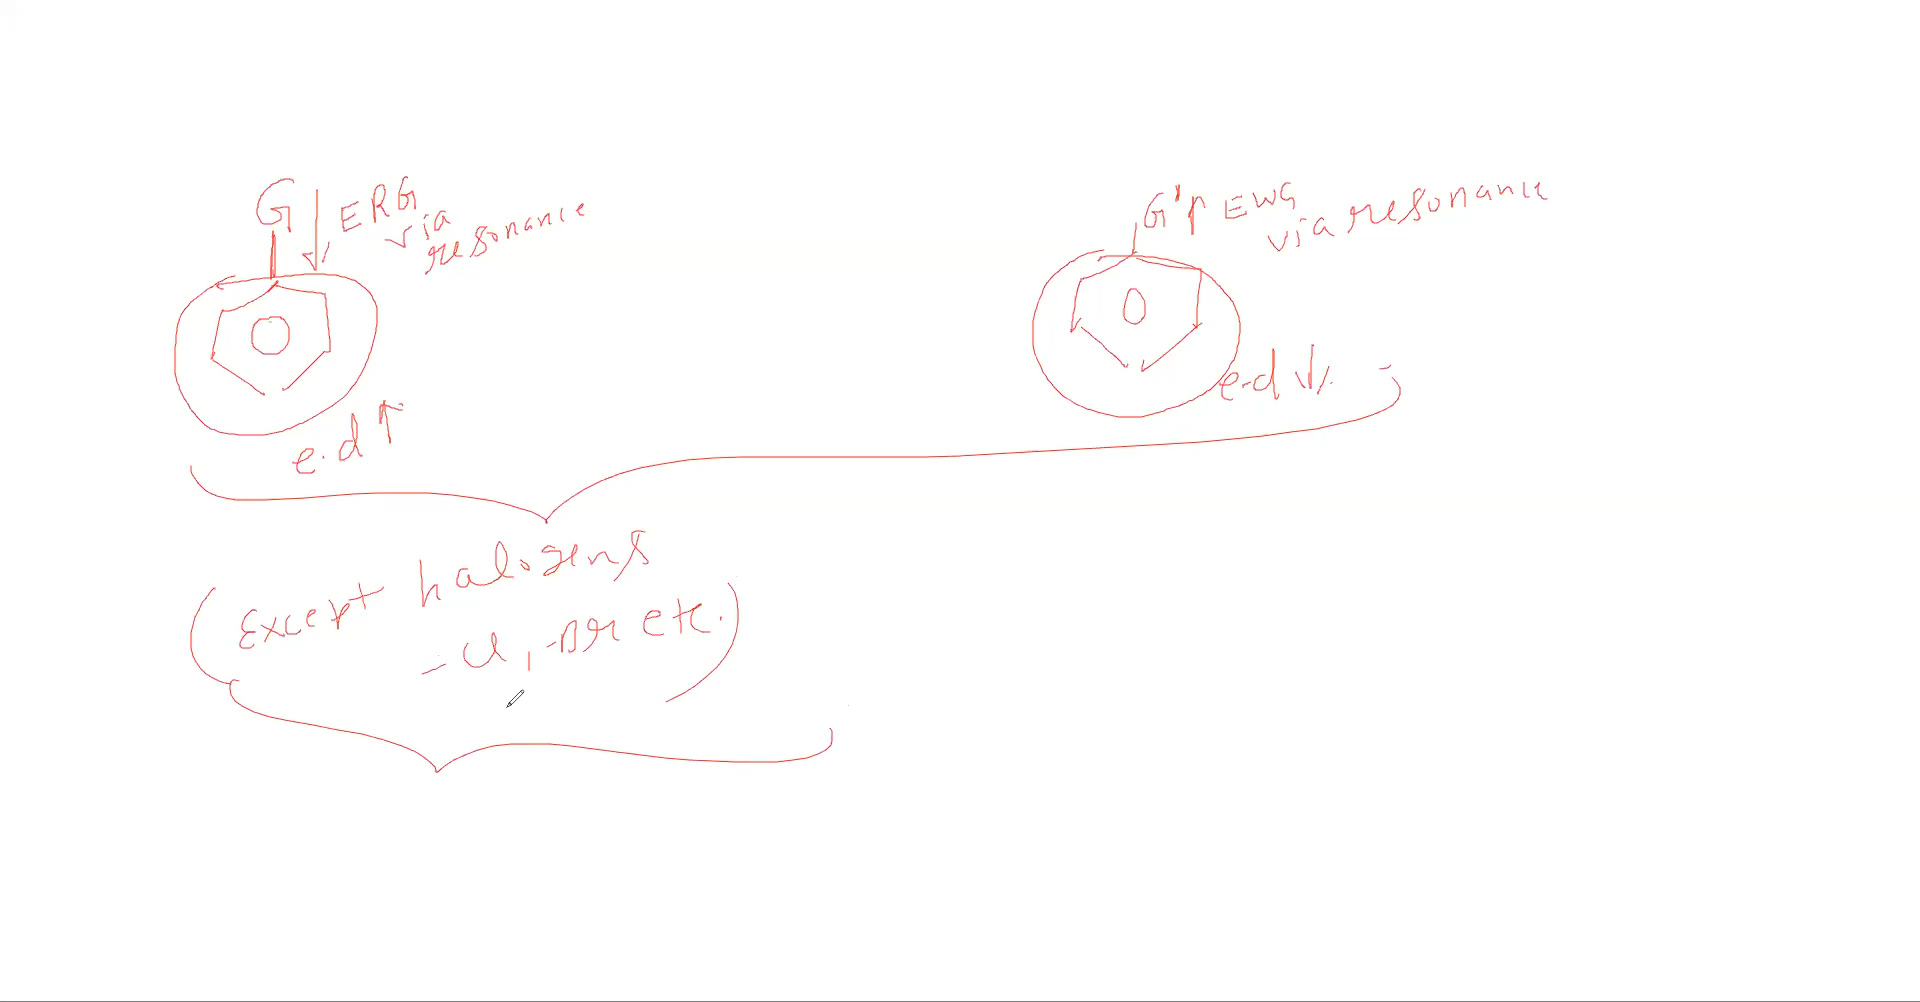 G ERG
via
resonance
e.d↑
G'↑ EWG
via resonance
e-d ↓
(Except halogens
-Cl, -Br etc.)